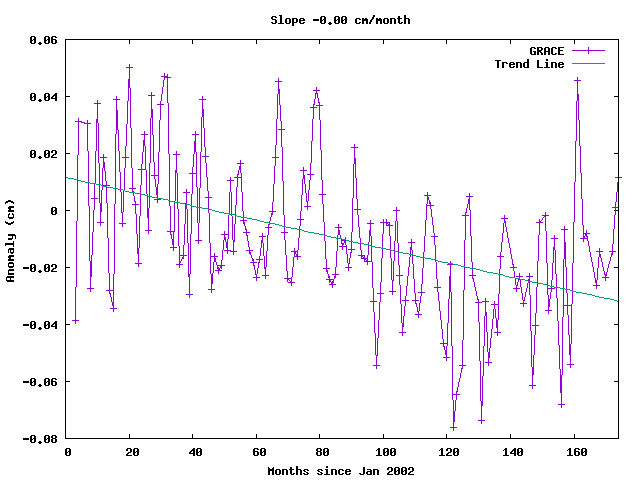 Slope -0.00 cm/month
GRACE
Trend Line
Anomaly (cm)
0.06
0.04
0.02
0
-0.02
-0.04
-0.06
-0.08
0 20 40 60 80 100 120 140 160
Months since Jan 2002